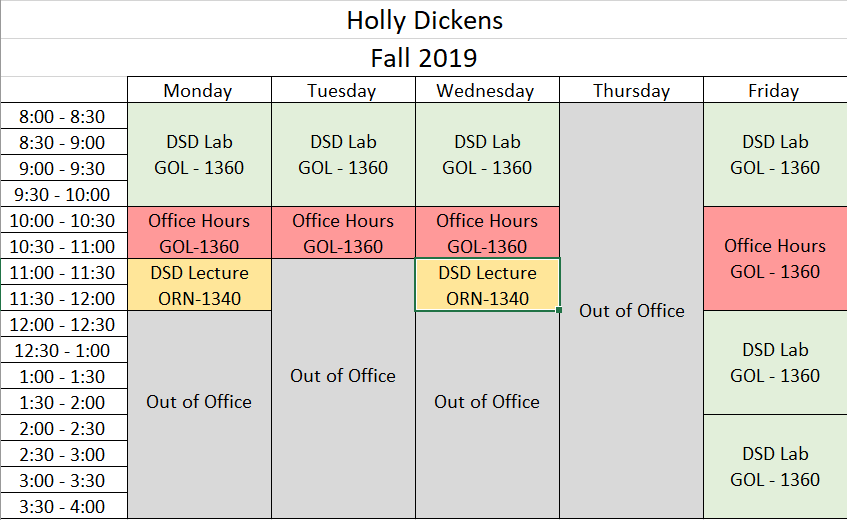 Holly Dickens
Fall 2019
Monday Tuesday Wednesday Thursday Friday
8:00 - 8:30
8:30 - 9:00 DSD Lab DSD Lab DSD Lab DSD Lab
9:00 - 9:30 GOL - 1360 GOL - 1360 GOL - 1360 GOL - 1360
9:30 - 10:00
10:00 - 10:30 Office Hours Office Hours Office Hours
10:30 - 11:00 GOL-1360 GOL-1360 GOL-1360 Office Hours
11:00 - 11:30 DSD Lecture DSD Lecture GOL - 1360
11:30 - 12:00 ORN-1340 ORN-1340
Out of Office
12:00 - 12:30
12:30 - 1:00 DSD Lab
1:00 - 1:30 Out of Office GOL - 1360
1:30 - 2:00 Out of Office Out of Office
2:00 - 2:30
2:30 - 3:00 DSD Lab
3:00 - 3:30 GOL - 1360
3:30 - 4:00